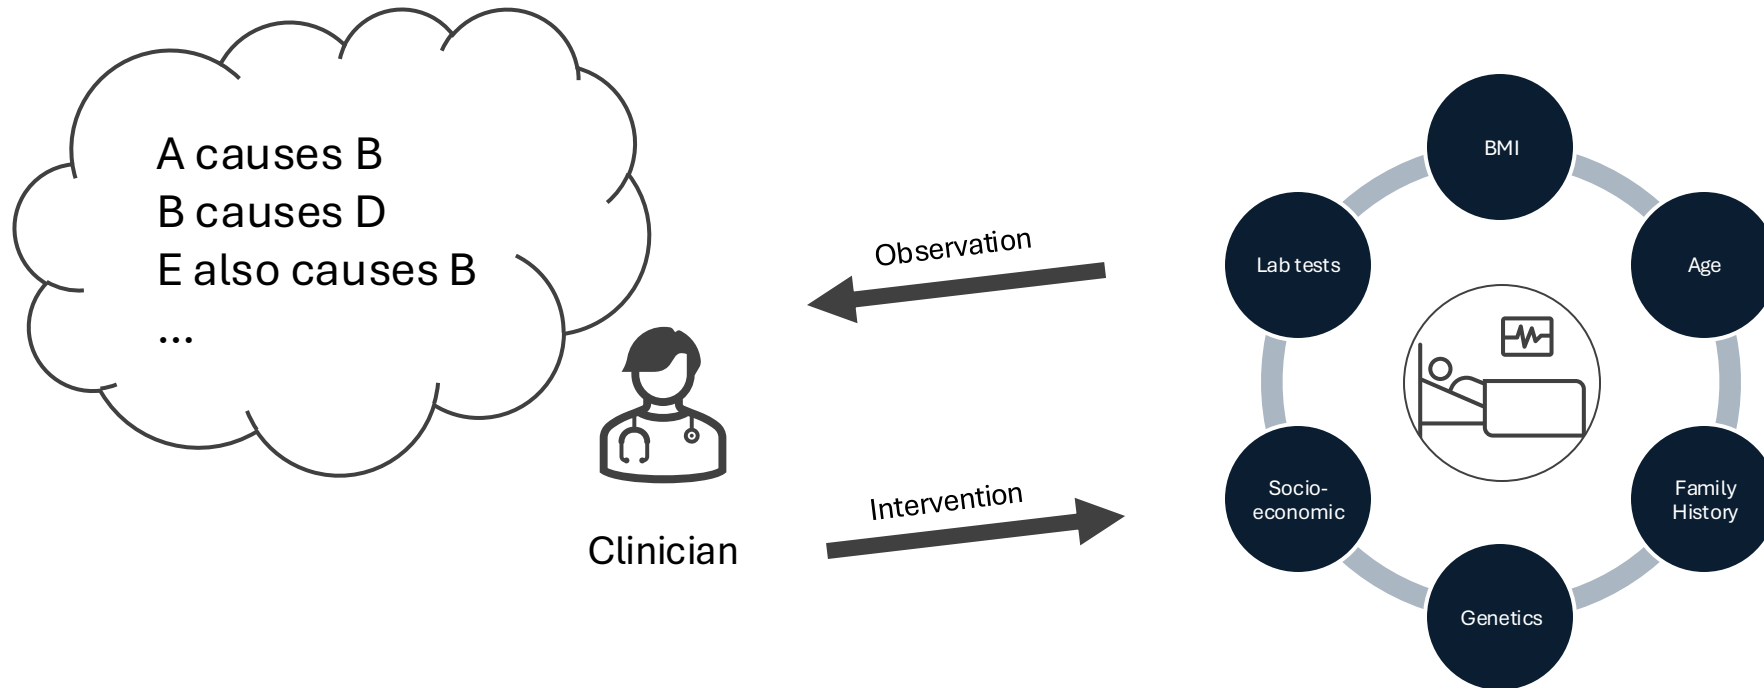 A causes B
B causes D
E also causes B
...
Clinician
Observation
Intervention
BMI
Age
Family
History
Genetics
Socio-
economic
Lab tests